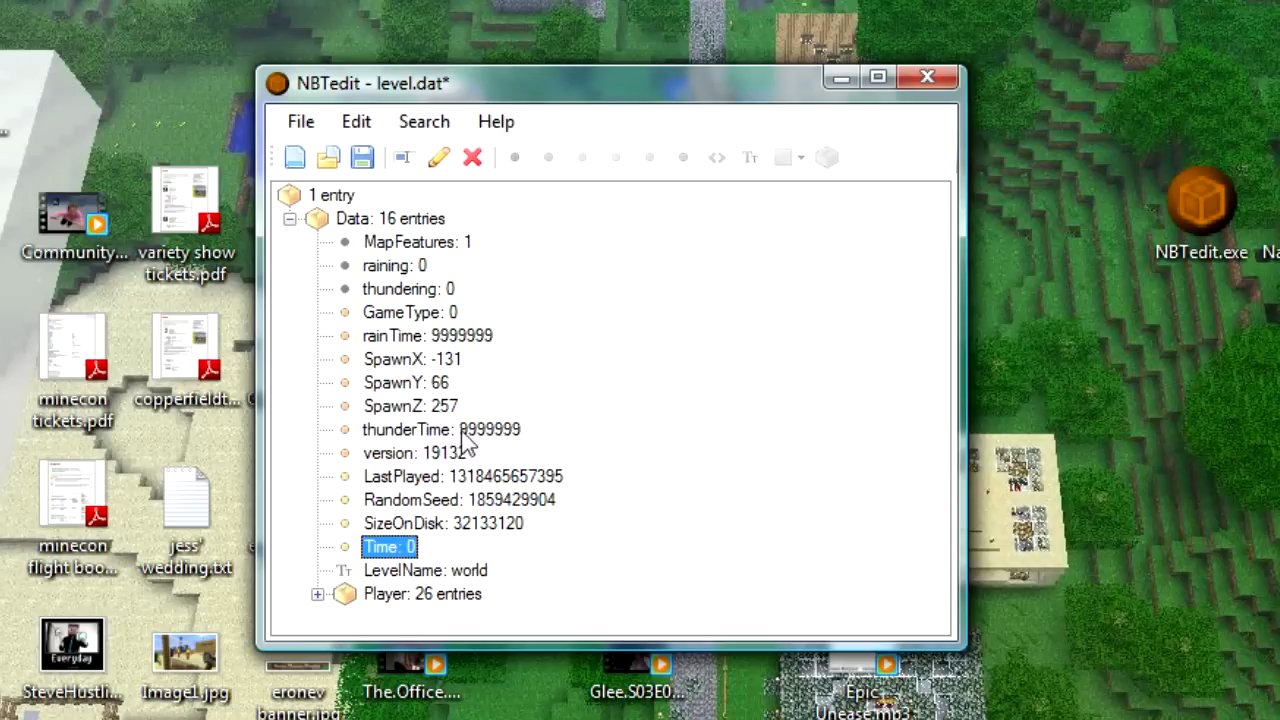 NBTedit - level.dat*
File Edit Search Help
1 entry
Data: 16 entries
MapFeatures: 1
raining: 0
thundering: 0
GameType: 0
rainTime: 9999999
SpawnX: -131
SpawnY: 66
SpawnZ: 257
thunderTime: 9999999
version: 19132
LastPlayed: 1318465657395
RandomSeed: 1859429904
SizeOnDisk: 32133120
Time: 0
LevelName: world
Player: 26 entries
Community...
variety show
tickets.pdf
minecon
tickets.pdf
copperfieldt...
minecon
flight boo...
jess'
wedding.txt
SteveHustli...
Everyday
Image1.jpg
eronev
banner.jpg
The.Office....
Glee.S03E0...
Epic
Unease.mp3
NBTedit.exe